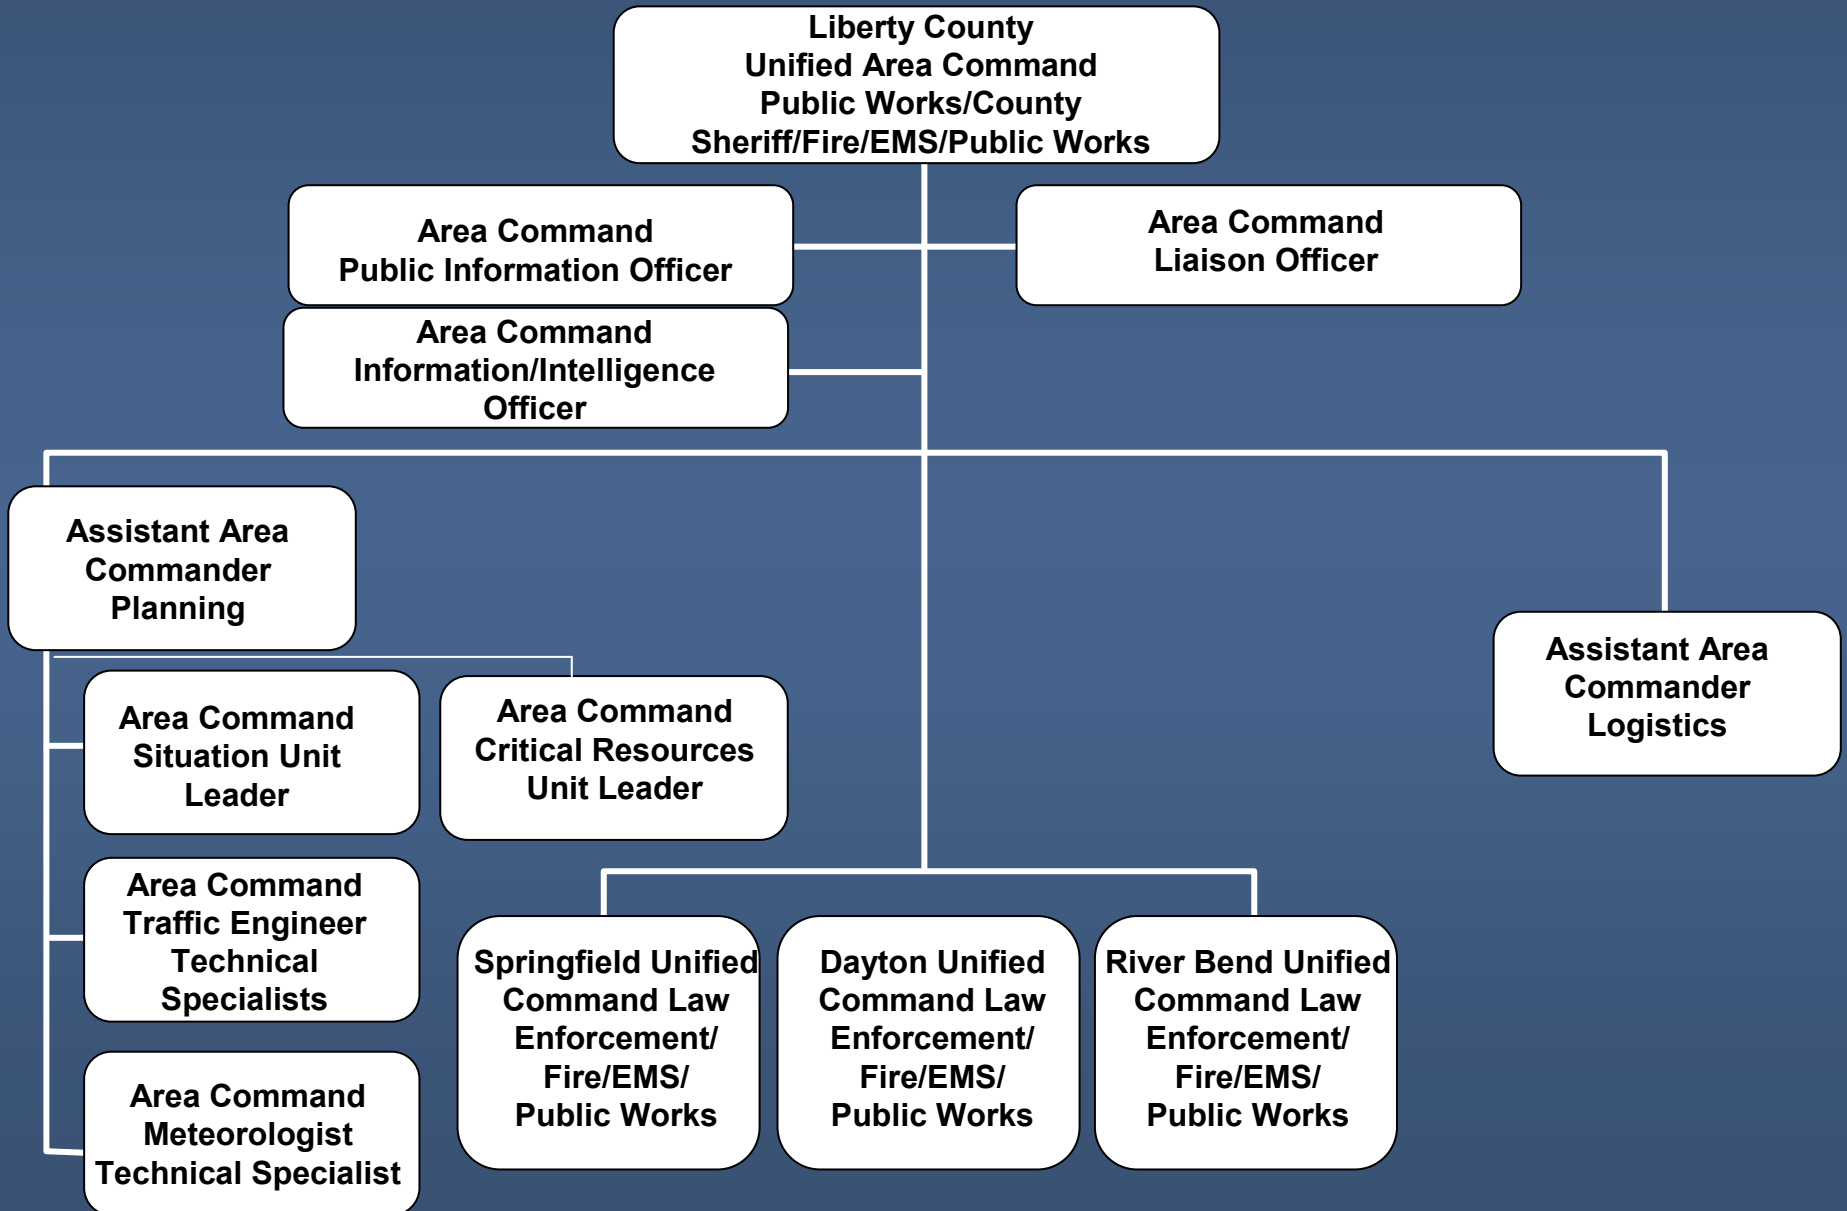 Liberty County
Unified Area Command
Public Works/County
Sheriff/Fire/EMS/Public Works
Area Command
Public Information Officer
Area Command
Liaison Officer
Area Command
Information/Intelligence
Officer
Assistant Area
Commander
Planning
Assistant Area
Commander
Logistics
Area Command
Situation Unit
Leader
Area Command
Critical Resources
Unit Leader
Area Command
Traffic Engineer
Technical
Specialists
Area Command
Meteorologist
Technical Specialist
Springfield Unified
Command Law
Enforcement/
Fire/EMS/
Public Works
Dayton Unified
Command Law
Enforcement/
Fire/EMS/
Public Works
River Bend Unified
Command Law
Enforcement/
Fire/EMS/
Public Works